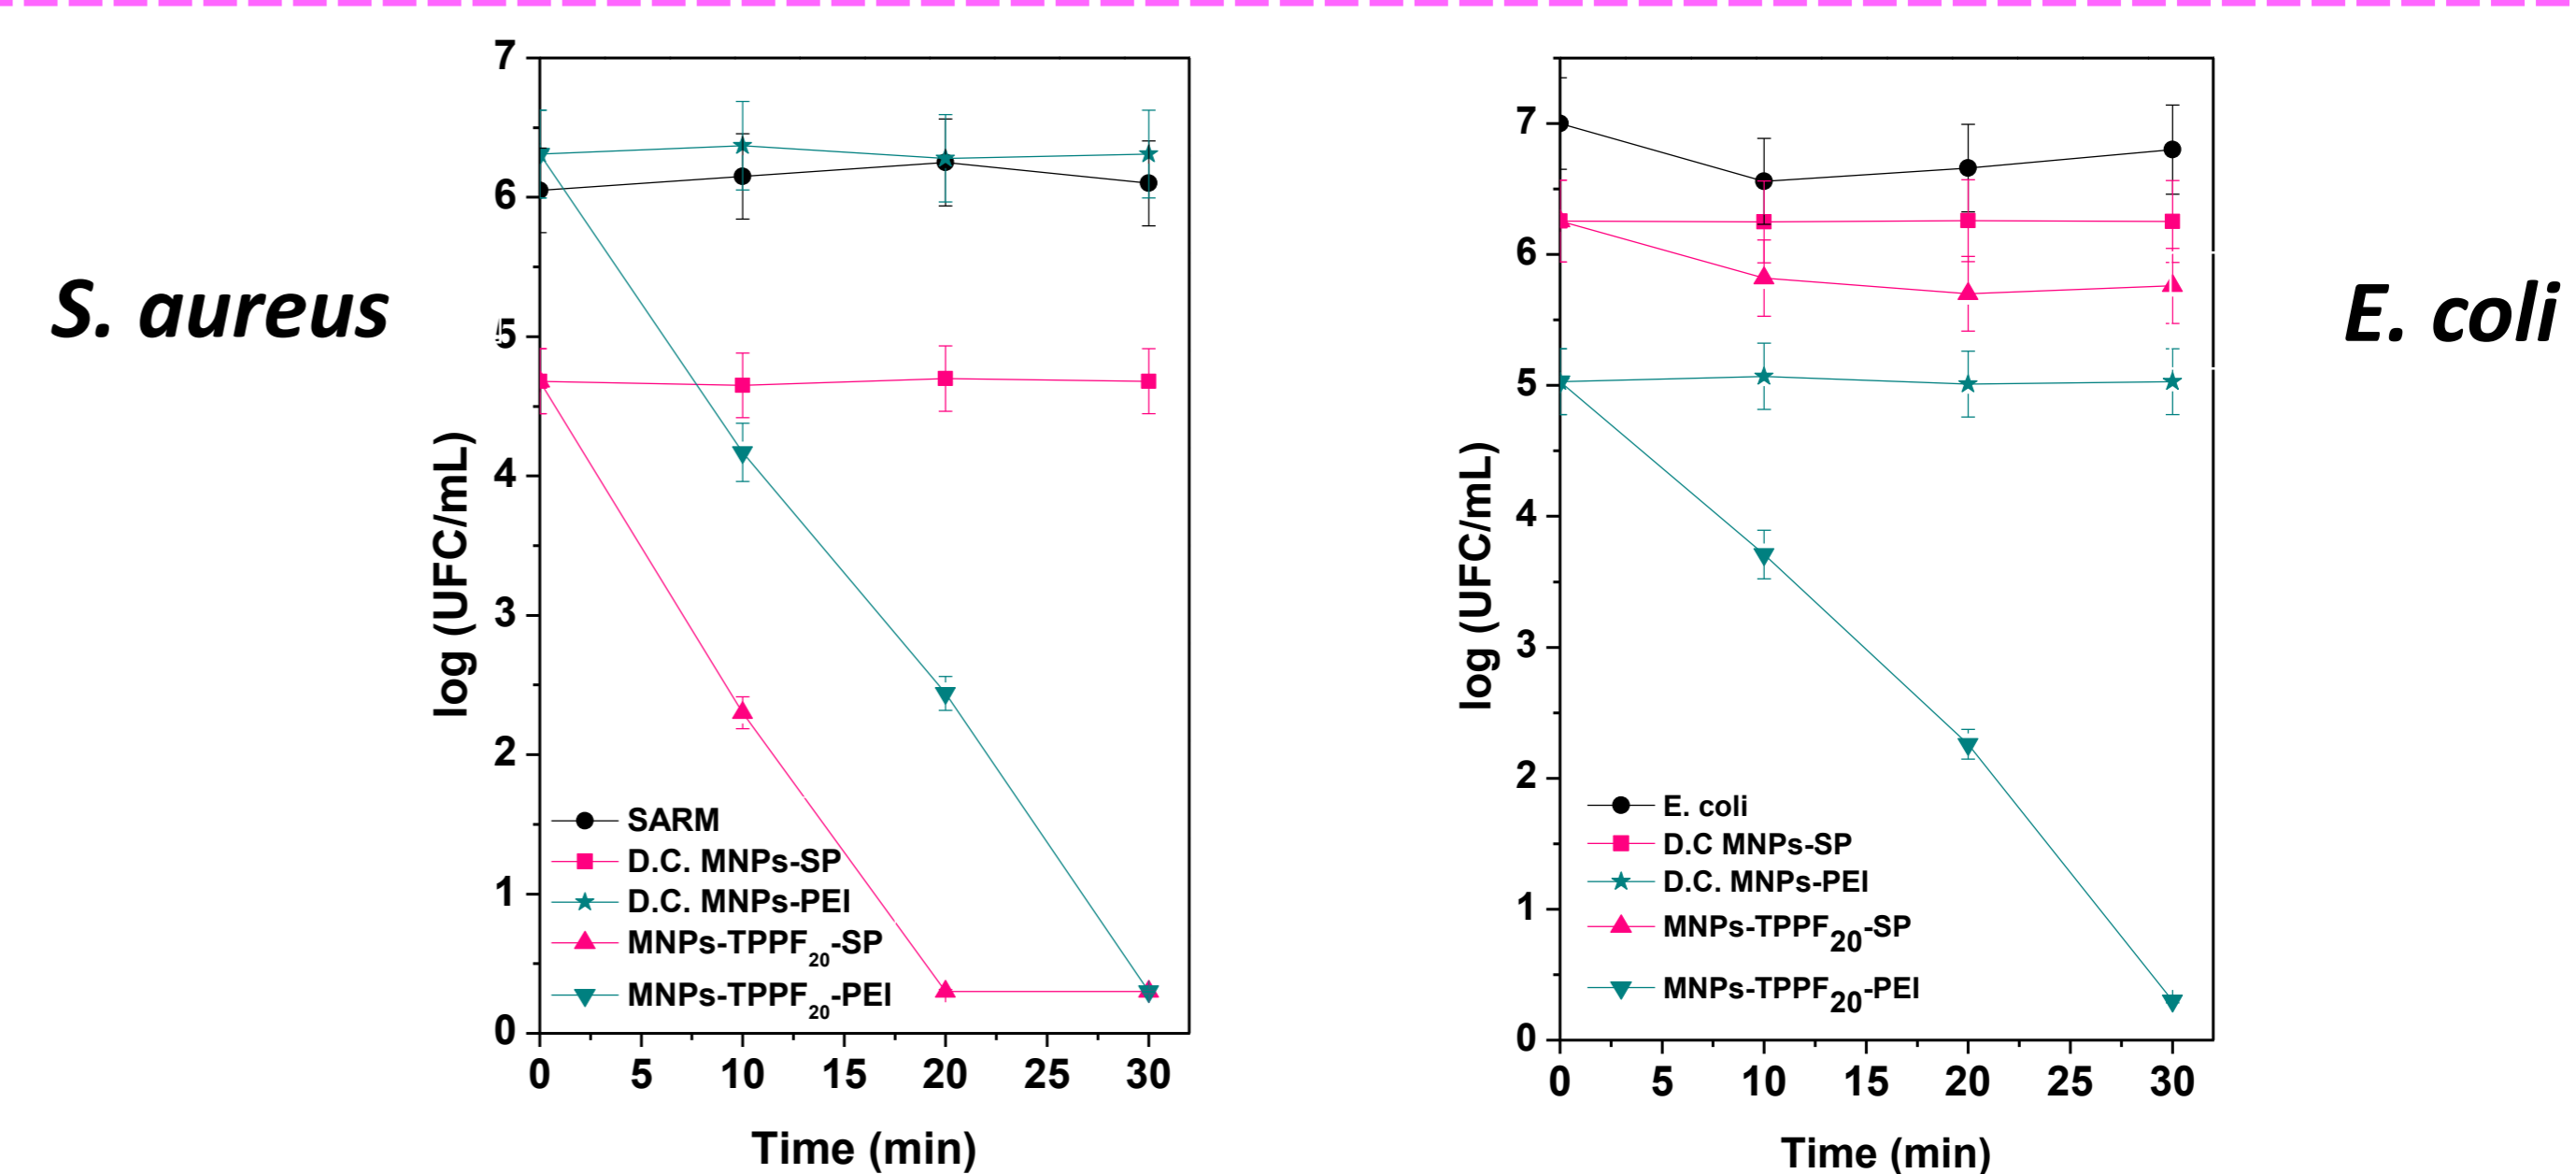 S. aureus
log (UFC/mL)
7
6
5
4
3
2
1
0
SARM
D.C. MNPs-SP
D.C. MNPs-PEI
MNPs-TPPF20-SP
MNPs-TPPF20-PEI
0 5 10 15 20 25 30
Time (min)
log (UFC/mL)
7
6
5
4
3
2
1
0
E. coli
D.C MNPs-SP
D.C. MNPs-PEI
MNPs-TPPF20-SP
MNPs-TPPF20-PEI
0 5 10 15 20 25 30
Time (min)
E. coli